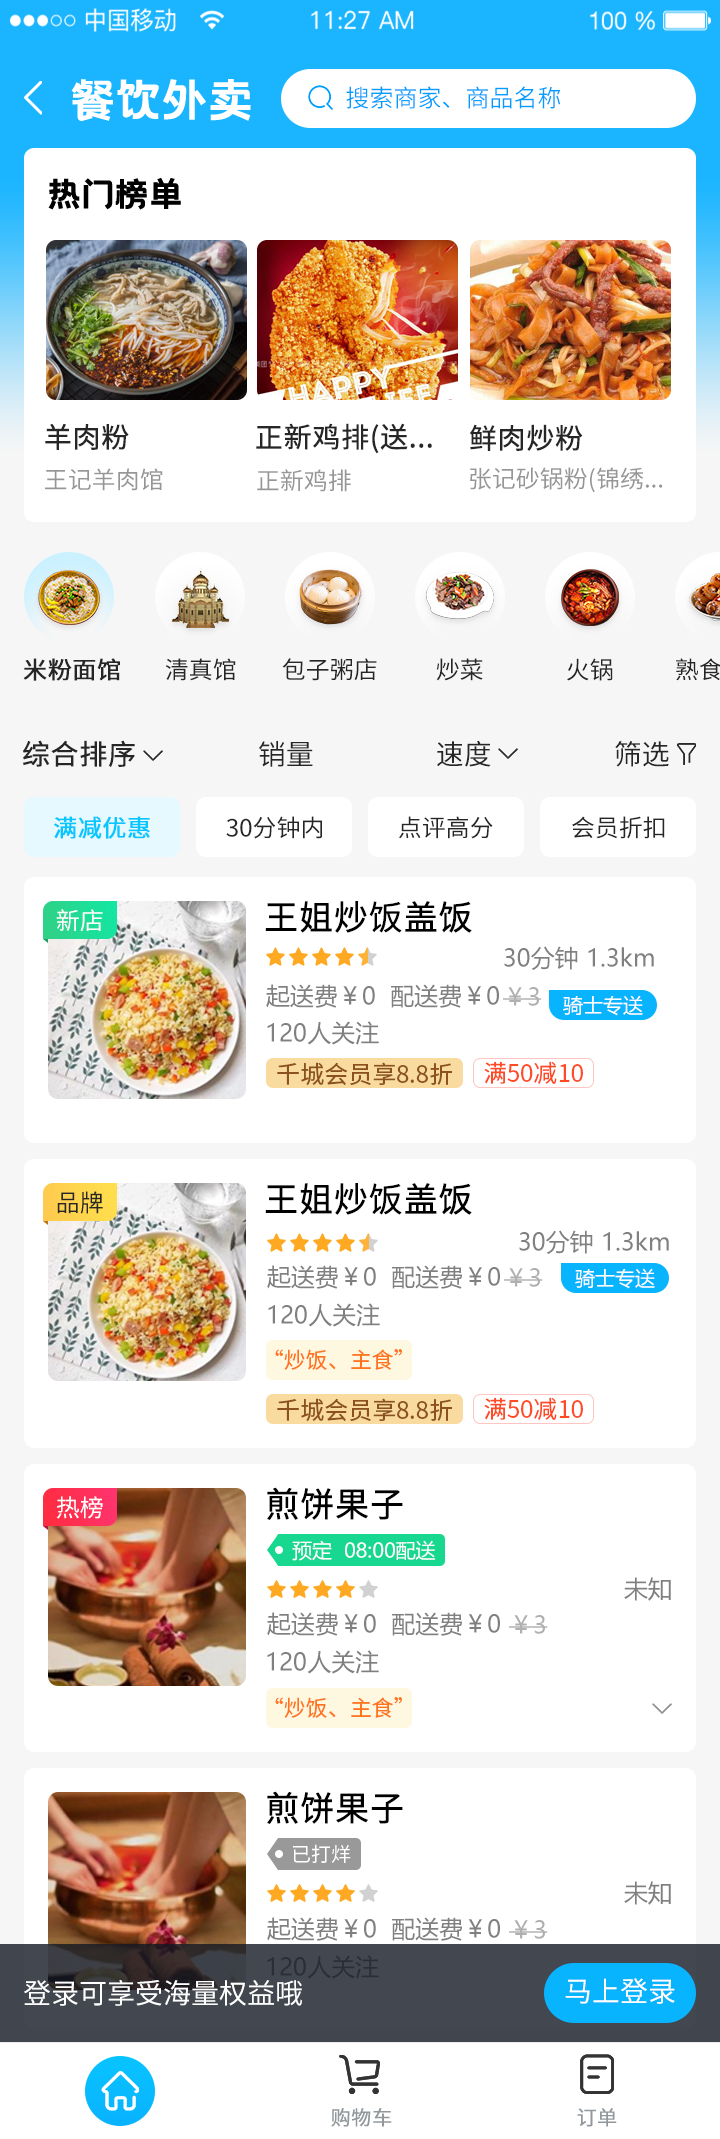 中国移动 11:27 AM 100 %
餐饮外卖 搜索商家、商品名称
热门榜单
HAPPY
羊肉粉 正新鸡排(送... 鲜肉炒粉
王记羊肉馆 正新鸡排 张记砂锅粉(锦绣...
米粉面馆 清真馆 包子粥店 炒菜 火锅 熟食
综合排序 销量 速度 筛选
满减优惠 30分钟内 点评高分 会员折扣
新店 王姐炒饭盖饭
30分钟 1.3km
起送费¥0 配送费¥0 ¥3 骑士专送
120人关注
千城会员享8.8折 满50减10
品牌 王姐炒饭盖饭
30分钟 1.3km
起送费¥0 配送费¥0 ¥3 骑士专送
120人关注
“炒饭、主食”
千城会员享8.8折 满50减10
热榜 煎饼果子
预定 08:00配送
未知
起送费¥0 配送费¥0 ¥3
120人关注
“炒饭、主食”
煎饼果子
已打烊
未知
起送费¥0 配送费¥0 ¥3
120人关注
登录可享受海量权益哦 马上登录
购物车 订单